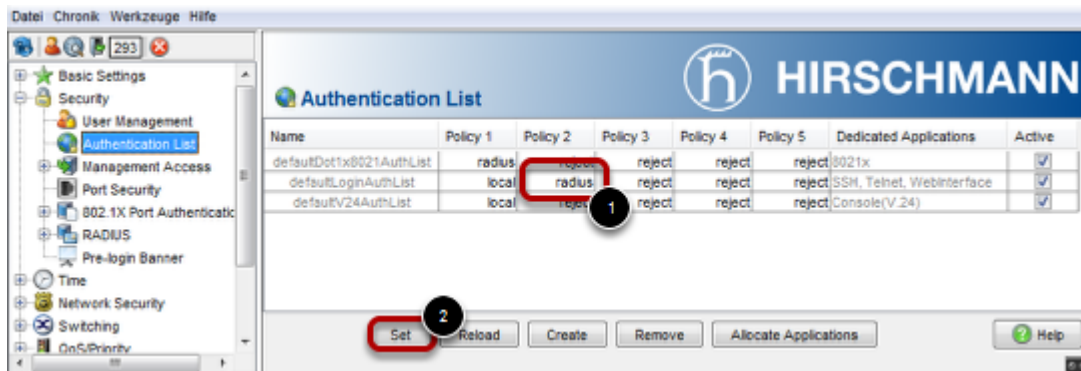 Datei Chronik Werkzeuge Hilfe
293
Basic Settings
Security
User Management
Authentication List
Management Access
Port Security
802.1X Port Authenticatic
RADIUS
Pre-login Banner
Time
Network Security
Switching
QoS/Priority
HIRSCHMANN
Authentication List
Name Policy 1 Policy 2 Policy 3 Policy 4 Policy 5 Dedicated Applications Active
defaultDot1x8021AuthList radius reject reject reject reject 8021x
defaultLoginAuthList local radius reject reject reject SSH, Telnet, WebInterface
defaultV24AuthList local reject reject reject reject Console(V.24)
1
2
Set Reload Create Remove Allocate Applications Help